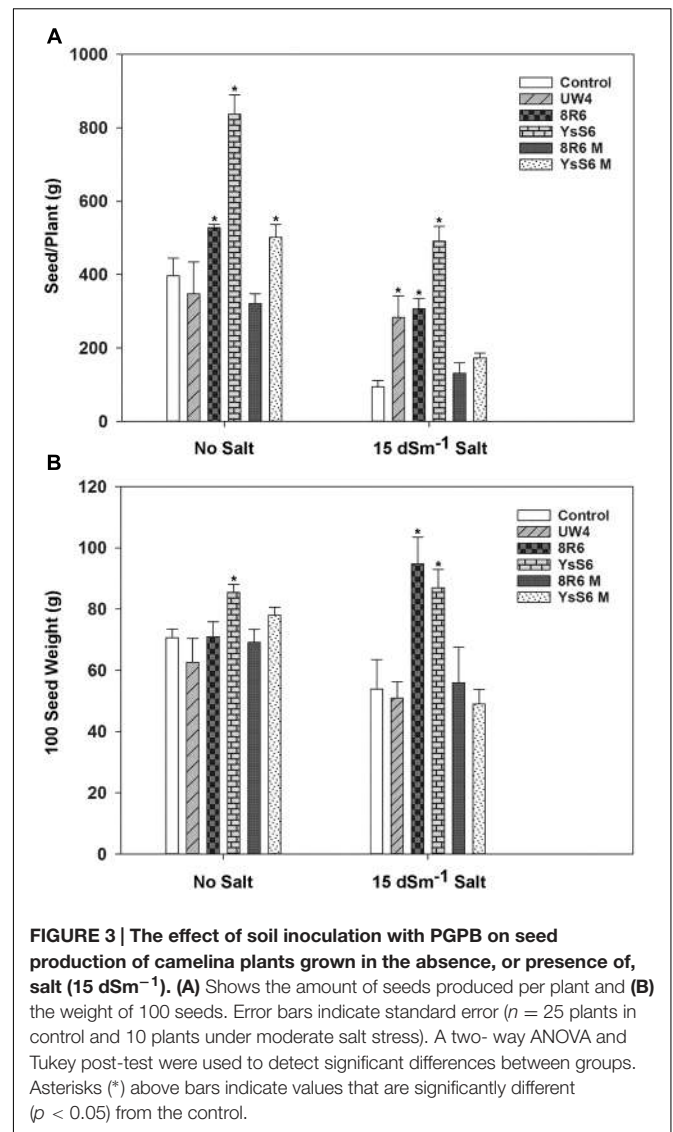 A
1000
800
600
400
200
0
Seed/Plant (g)
Control
UW4
8R6
YsS6
8R6 M
YsS6 M
* * * * * *
No Salt
15 dSm-1 Salt
B
120
100
80
60
40
20
0
100 Seed Weight (g)
Control
UW4
8R6
YsS6
8R6 M
YsS6 M
* * *
No Salt
15 dSm-1 Salt
FIGURE 3 | The effect of soil inoculation with PGPB on seed
production of camelina plants grown in the absence, or presence of,
salt (15 dSm−1). (A) Shows the amount of seeds produced per plant and (B)
the weight of 100 seeds. Error bars indicate standard error (n = 25 plants in
control and 10 plants under moderate salt stress). A two- way ANOVA and
Tukey post-test were used to detect significant differences between groups.
Asterisks (*) above bars indicate values that are significantly different
(p < 0.05) from the control.